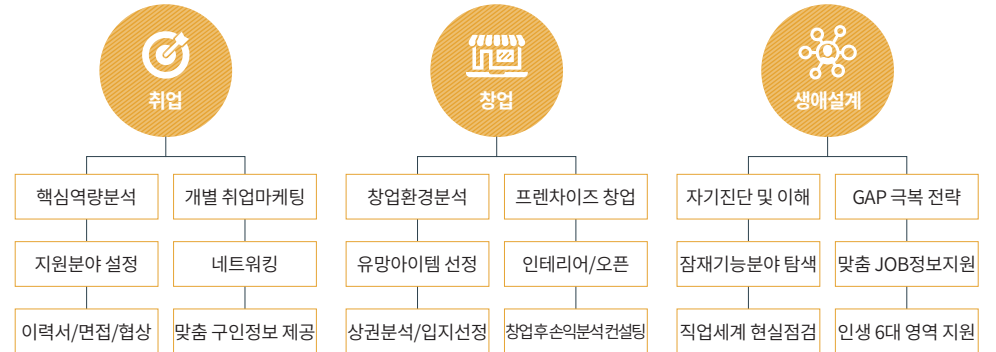 취업
핵심역량분석
지원분야 설정
이력서/면접/협상
개별 취업마케팅
네트워킹
맞춤 구인정보 제공
창업
창업환경분석
유망아이템 선정
상권분석/입지선정
프렌차이즈 창업
인테리어/오픈
창업 후 손익분석 컨설팅
생애설계
자기진단 및 이해
잠재기능분야 탐색
직업세계 현실점검
GAP 극복 전략
맞춤 JOB정보지원
인생 6대 영역 지원